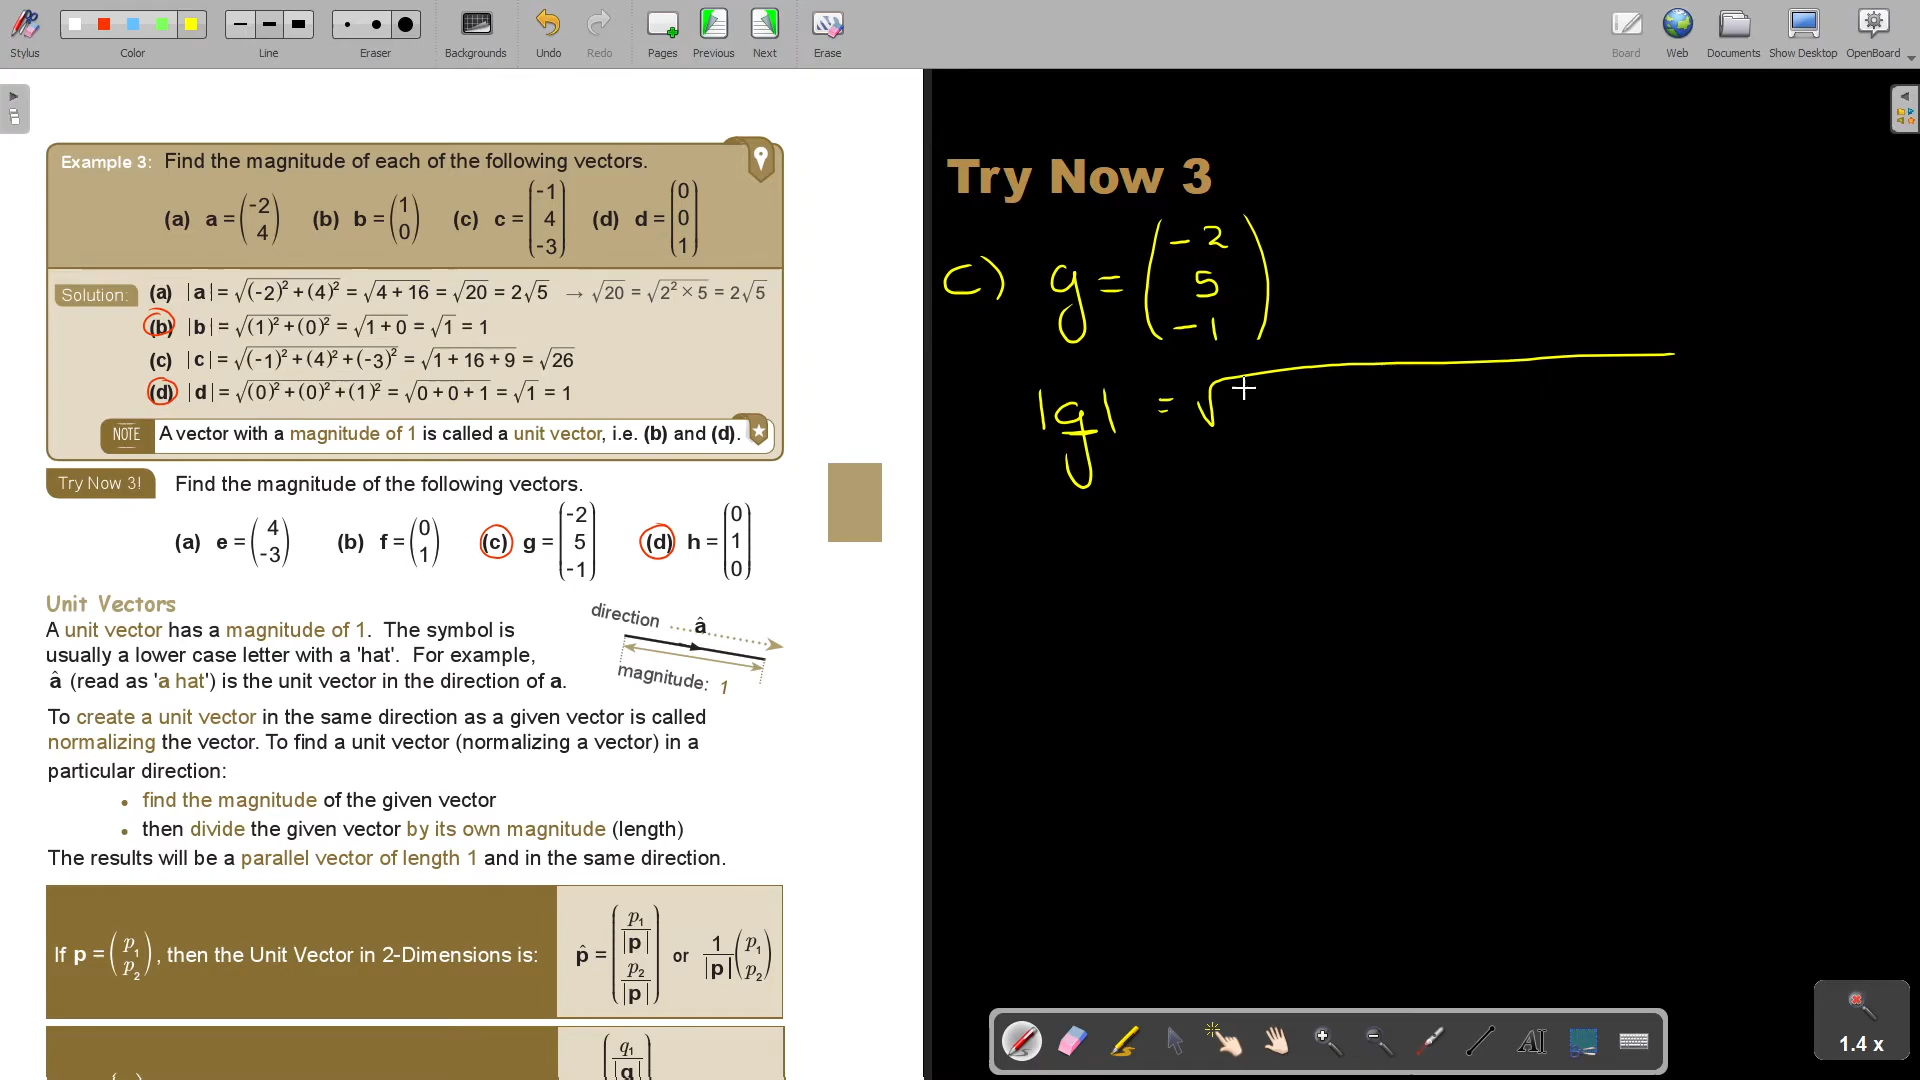 Stylus Color Line Eraser Backgrounds Undo Redo Pages Previous Next Erase Board Web Documents Show Desktop OpenBoard
Example 3: Find the magnitude of each of the following vectors.
(a) a = (-2 4) (b) b = (1 0) (c) c = (-1 4 -3) (d) d = (0 0 1)
Solution: (a) |a| = √(-2)² + (4)² = √4 + 16 = √20 = 2√5 → √20 = √2² × 5 = 2√5
(b) |b| = √(1)² + (0)² = √1 + 0 = √1 = 1
(c) |c| = √(-1)² + (4)² + (-3)² = √1 + 16 + 9 = √26
(d) |d| = √(0)² + (0)² + (1)² = √0 + 0 + 1 = √1 = 1
NOTE A vector with a magnitude of 1 is called a unit vector, i.e. (b) and (d).
Try Now 3! Find the magnitude of the following vectors.
(a) e = (4 -3) (b) f = (0 1) (c) g = (-2 5 -1) (d) h = (0 1 0)
Unit Vectors
A unit vector has a magnitude of 1. The symbol is
usually a lower case letter with a 'hat'. For example,
â (read as 'a hat') is the unit vector in the direction of a.
direction â
magnitude: 1
To create a unit vector in the same direction as a given vector is called
normalizing the vector. To find a unit vector (normalizing a vector) in a
particular direction:
• find the magnitude of the given vector
• then divide the given vector by its own magnitude (length)
The results will be a parallel vector of length 1 and in the same direction.
If p = (p₁ p₂), then the Unit Vector in 2-Dimensions is: p̂ = (p₁/|p| p₂/|p|) or 1/|p| (p₁ p₂)
q₁
|q|
Try Now 3
c) g = (-2 5 -1)
|g| = √
1.4 x